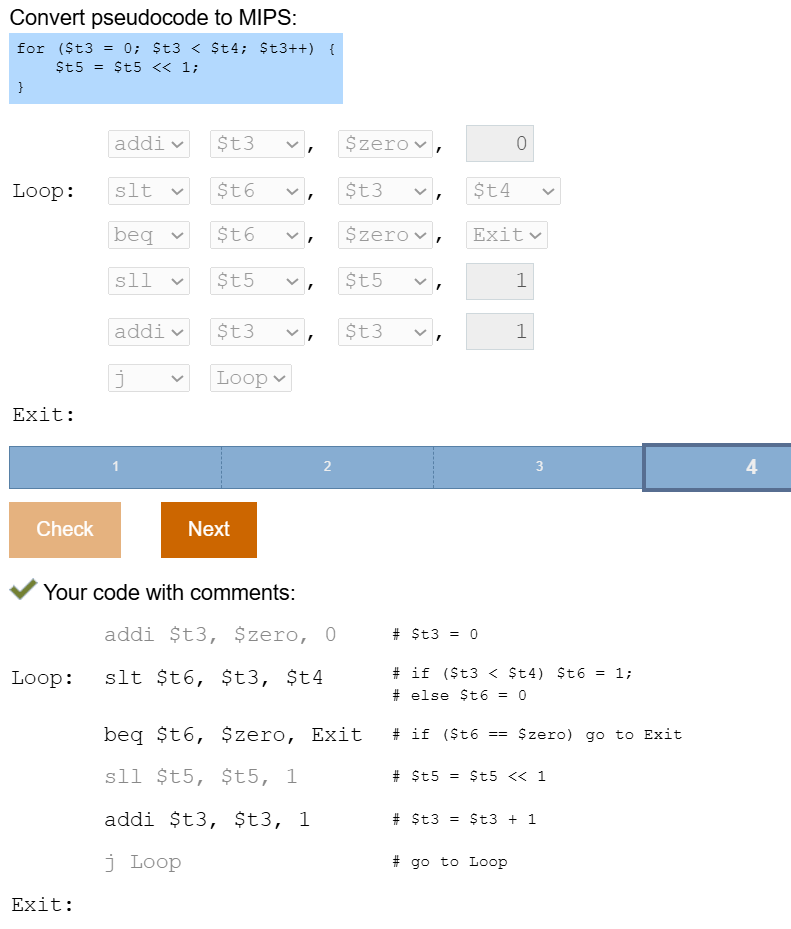 Convert pseudocode to MIPS:
for ($t3 = 0; $t3 < $t4; $t3++) {
    $t5 = $t5 << 1;
}
addi $t3 , $zero , 0
Loop: slt $t6 , $t3 , $t4
beq $t6 , $zero , Exit
sll $t5 , $t5 , 1
addi $t3 , $t3 , 1
j Loop
Exit:
1 2 3 4
Check Next
Your code with comments:
addi $t3, $zero, 0 # $t3 = 0
Loop: slt $t6, $t3, $t4 # if ($t3 < $t4) $t6 = 1;
# else $t6 = 0
beq $t6, $zero, Exit # if ($t6 == $zero) go to Exit
sll $t5, $t5, 1 # $t5 = $t5 << 1
addi $t3, $t3, 1 # $t3 = $t3 + 1
j Loop # go to Loop
Exit: